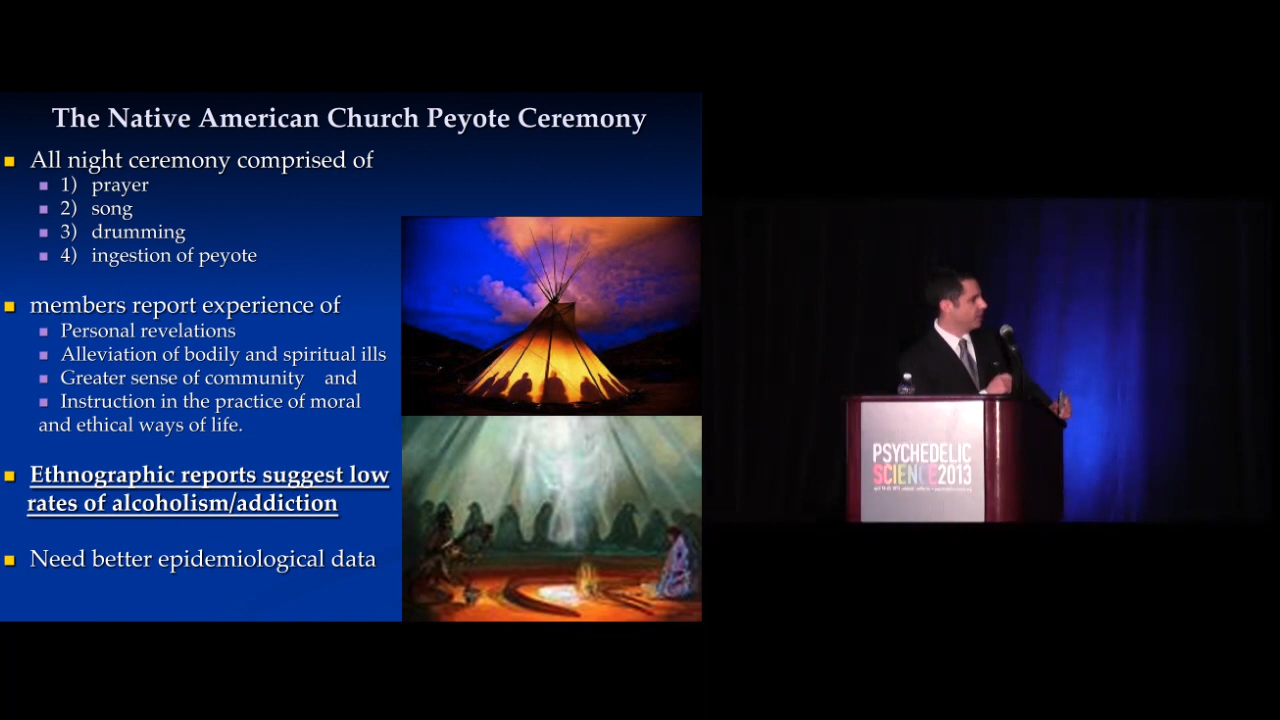 The Native American Church Peyote Ceremony
All night ceremony comprised of
1) prayer
2) song
3) drumming
4) ingestion of peyote
members report experience of
Personal revelations
Alleviation of bodily and spiritual ills
Greater sense of community and
Instruction in the practice of moral
and ethical ways of life.
Ethnographic reports suggest low
rates of alcoholism/addiction
Need better epidemiological data
PSYCHEDELIC
SCIENCE2013